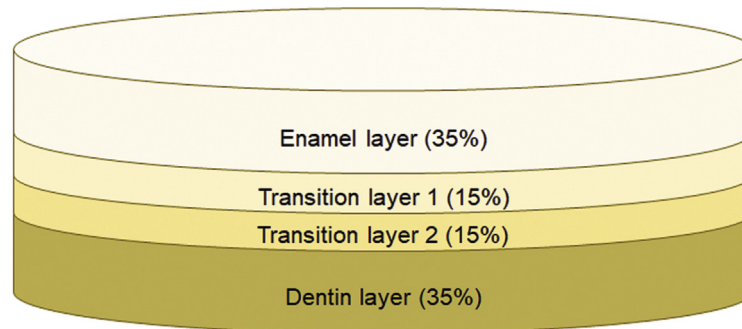 Enamel layer (35%)
Transition layer 1 (15%)
Transition layer 2 (15%)
Dentin layer (35%)